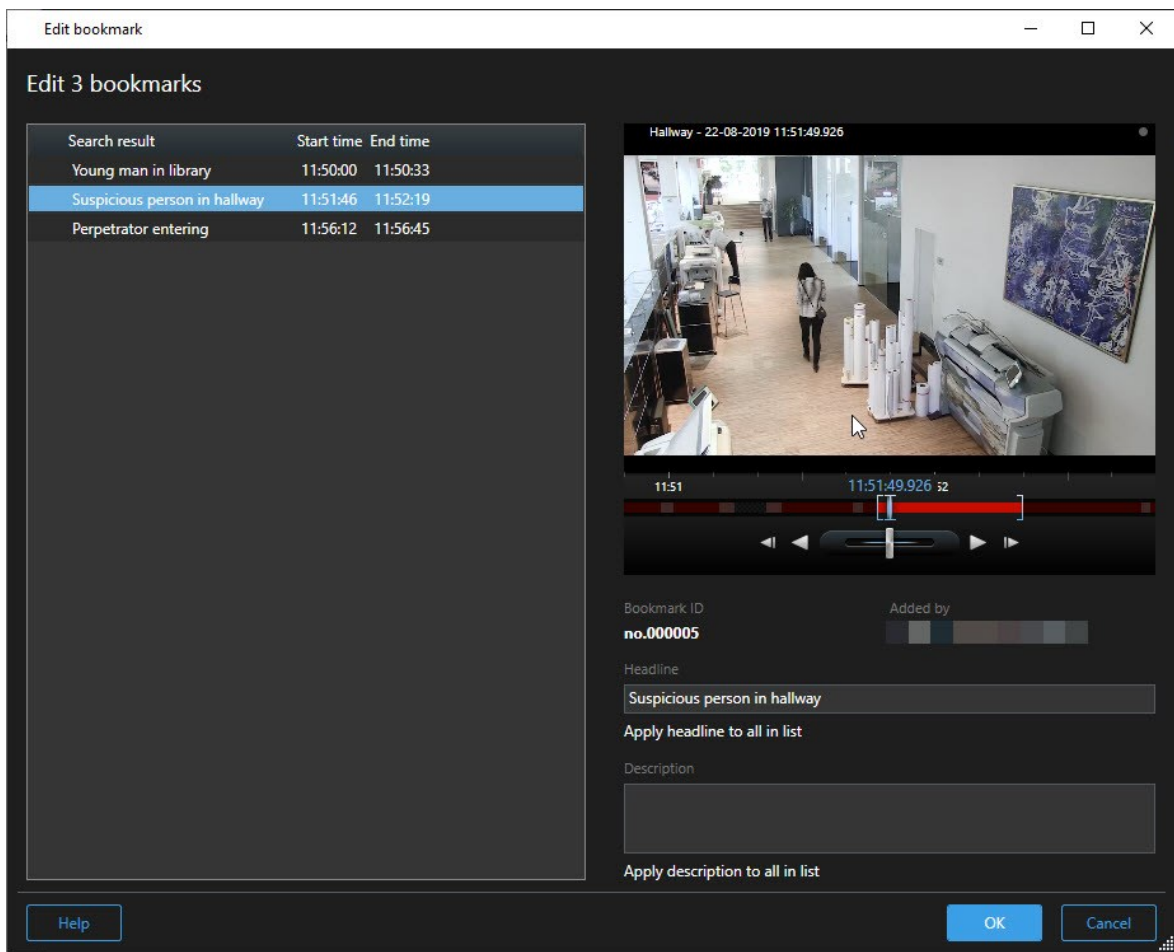 Edit bookmark
Edit 3 bookmarks
Search result Start time End time
Young man in library 11:50:00 11:50:33
Suspicious person in hallway 11:51:46 11:52:19
Perpetrator entering 11:56:12 11:56:45
Hallway - 22-08-2019 11:51:49.926
11:51 11:51:49.926 52
Bookmark ID Added by
no.000005
Headline
Suspicious person in hallway
Apply headline to all in list
Description
Apply description to all in list
Help OK Cancel